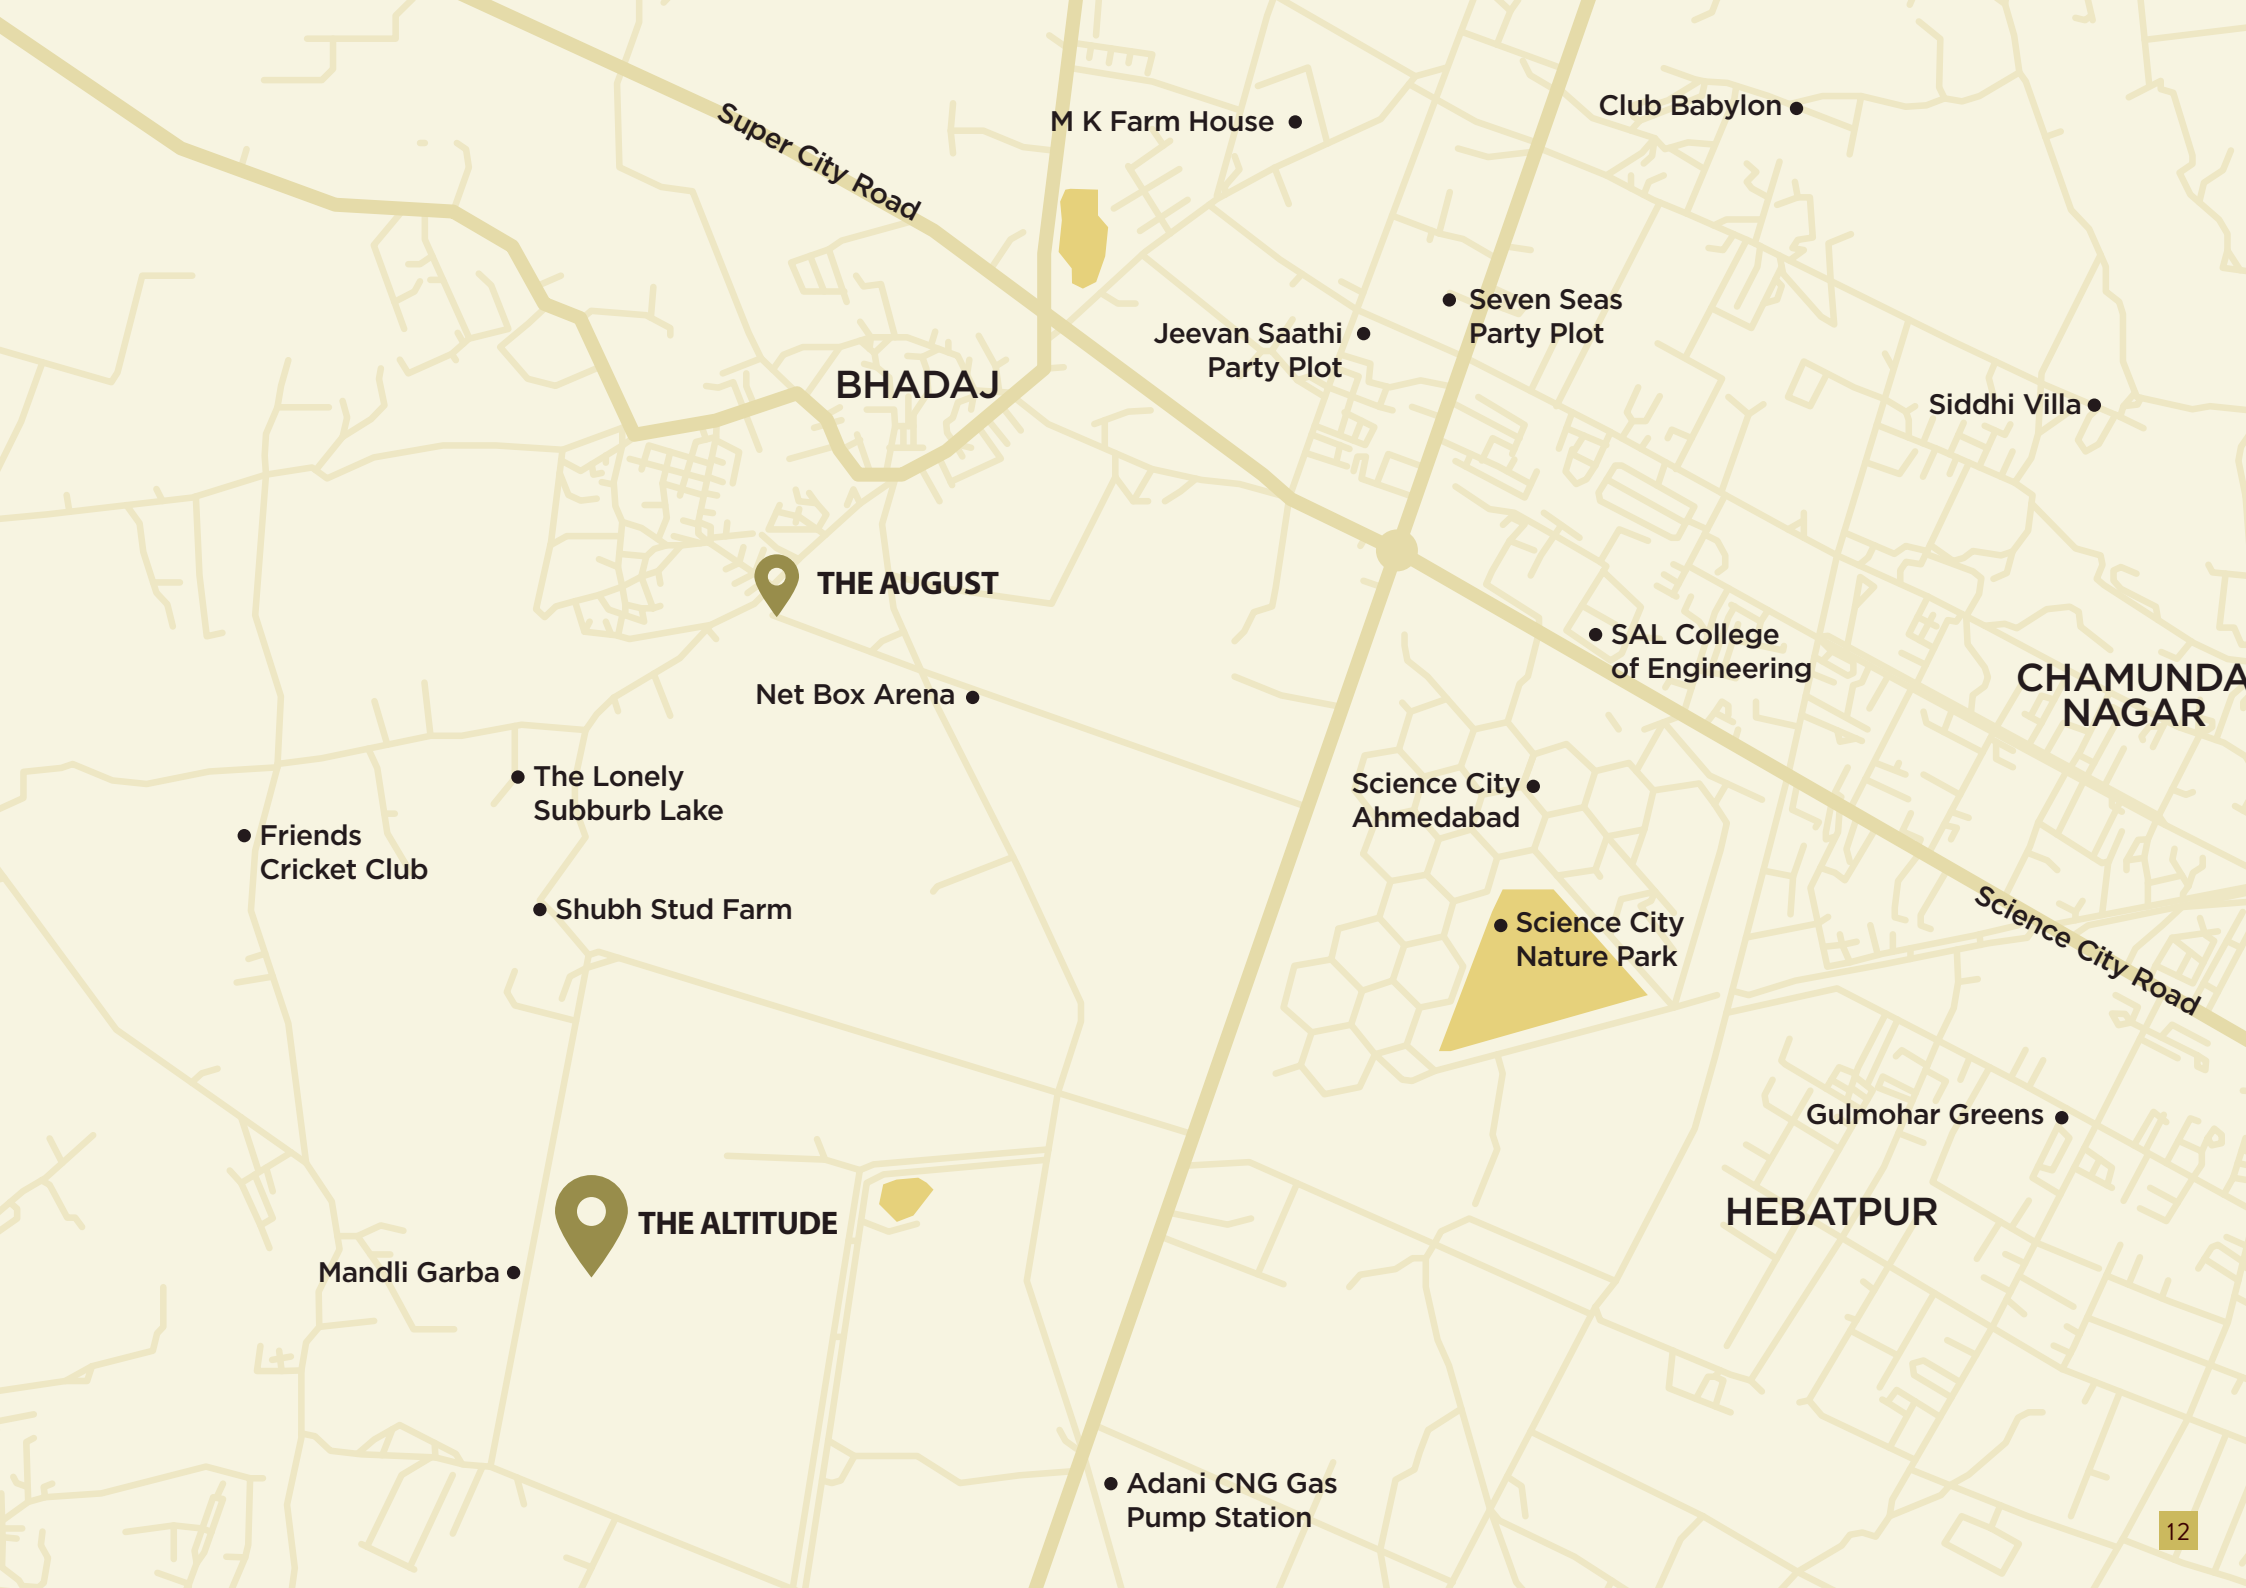 Super City Road
M K Farm House
Club Babylon
Seven Seas
Party Plot
Jeevan Saathi
Party Plot
BHADAJ
Siddhi Villa
THE AUGUST
SAL College
of Engineering
CHAMUNDA
NAGAR
Net Box Arena
The Lonely
Subburb Lake
Science City
Ahmedabad
Friends
Cricket Club
Shubh Stud Farm
Science City
Nature Park
Science City Road
Gulmohar Greens
HEBATPUR
THE ALTITUDE
Mandli Garba
Adani CNG Gas
Pump Station
12